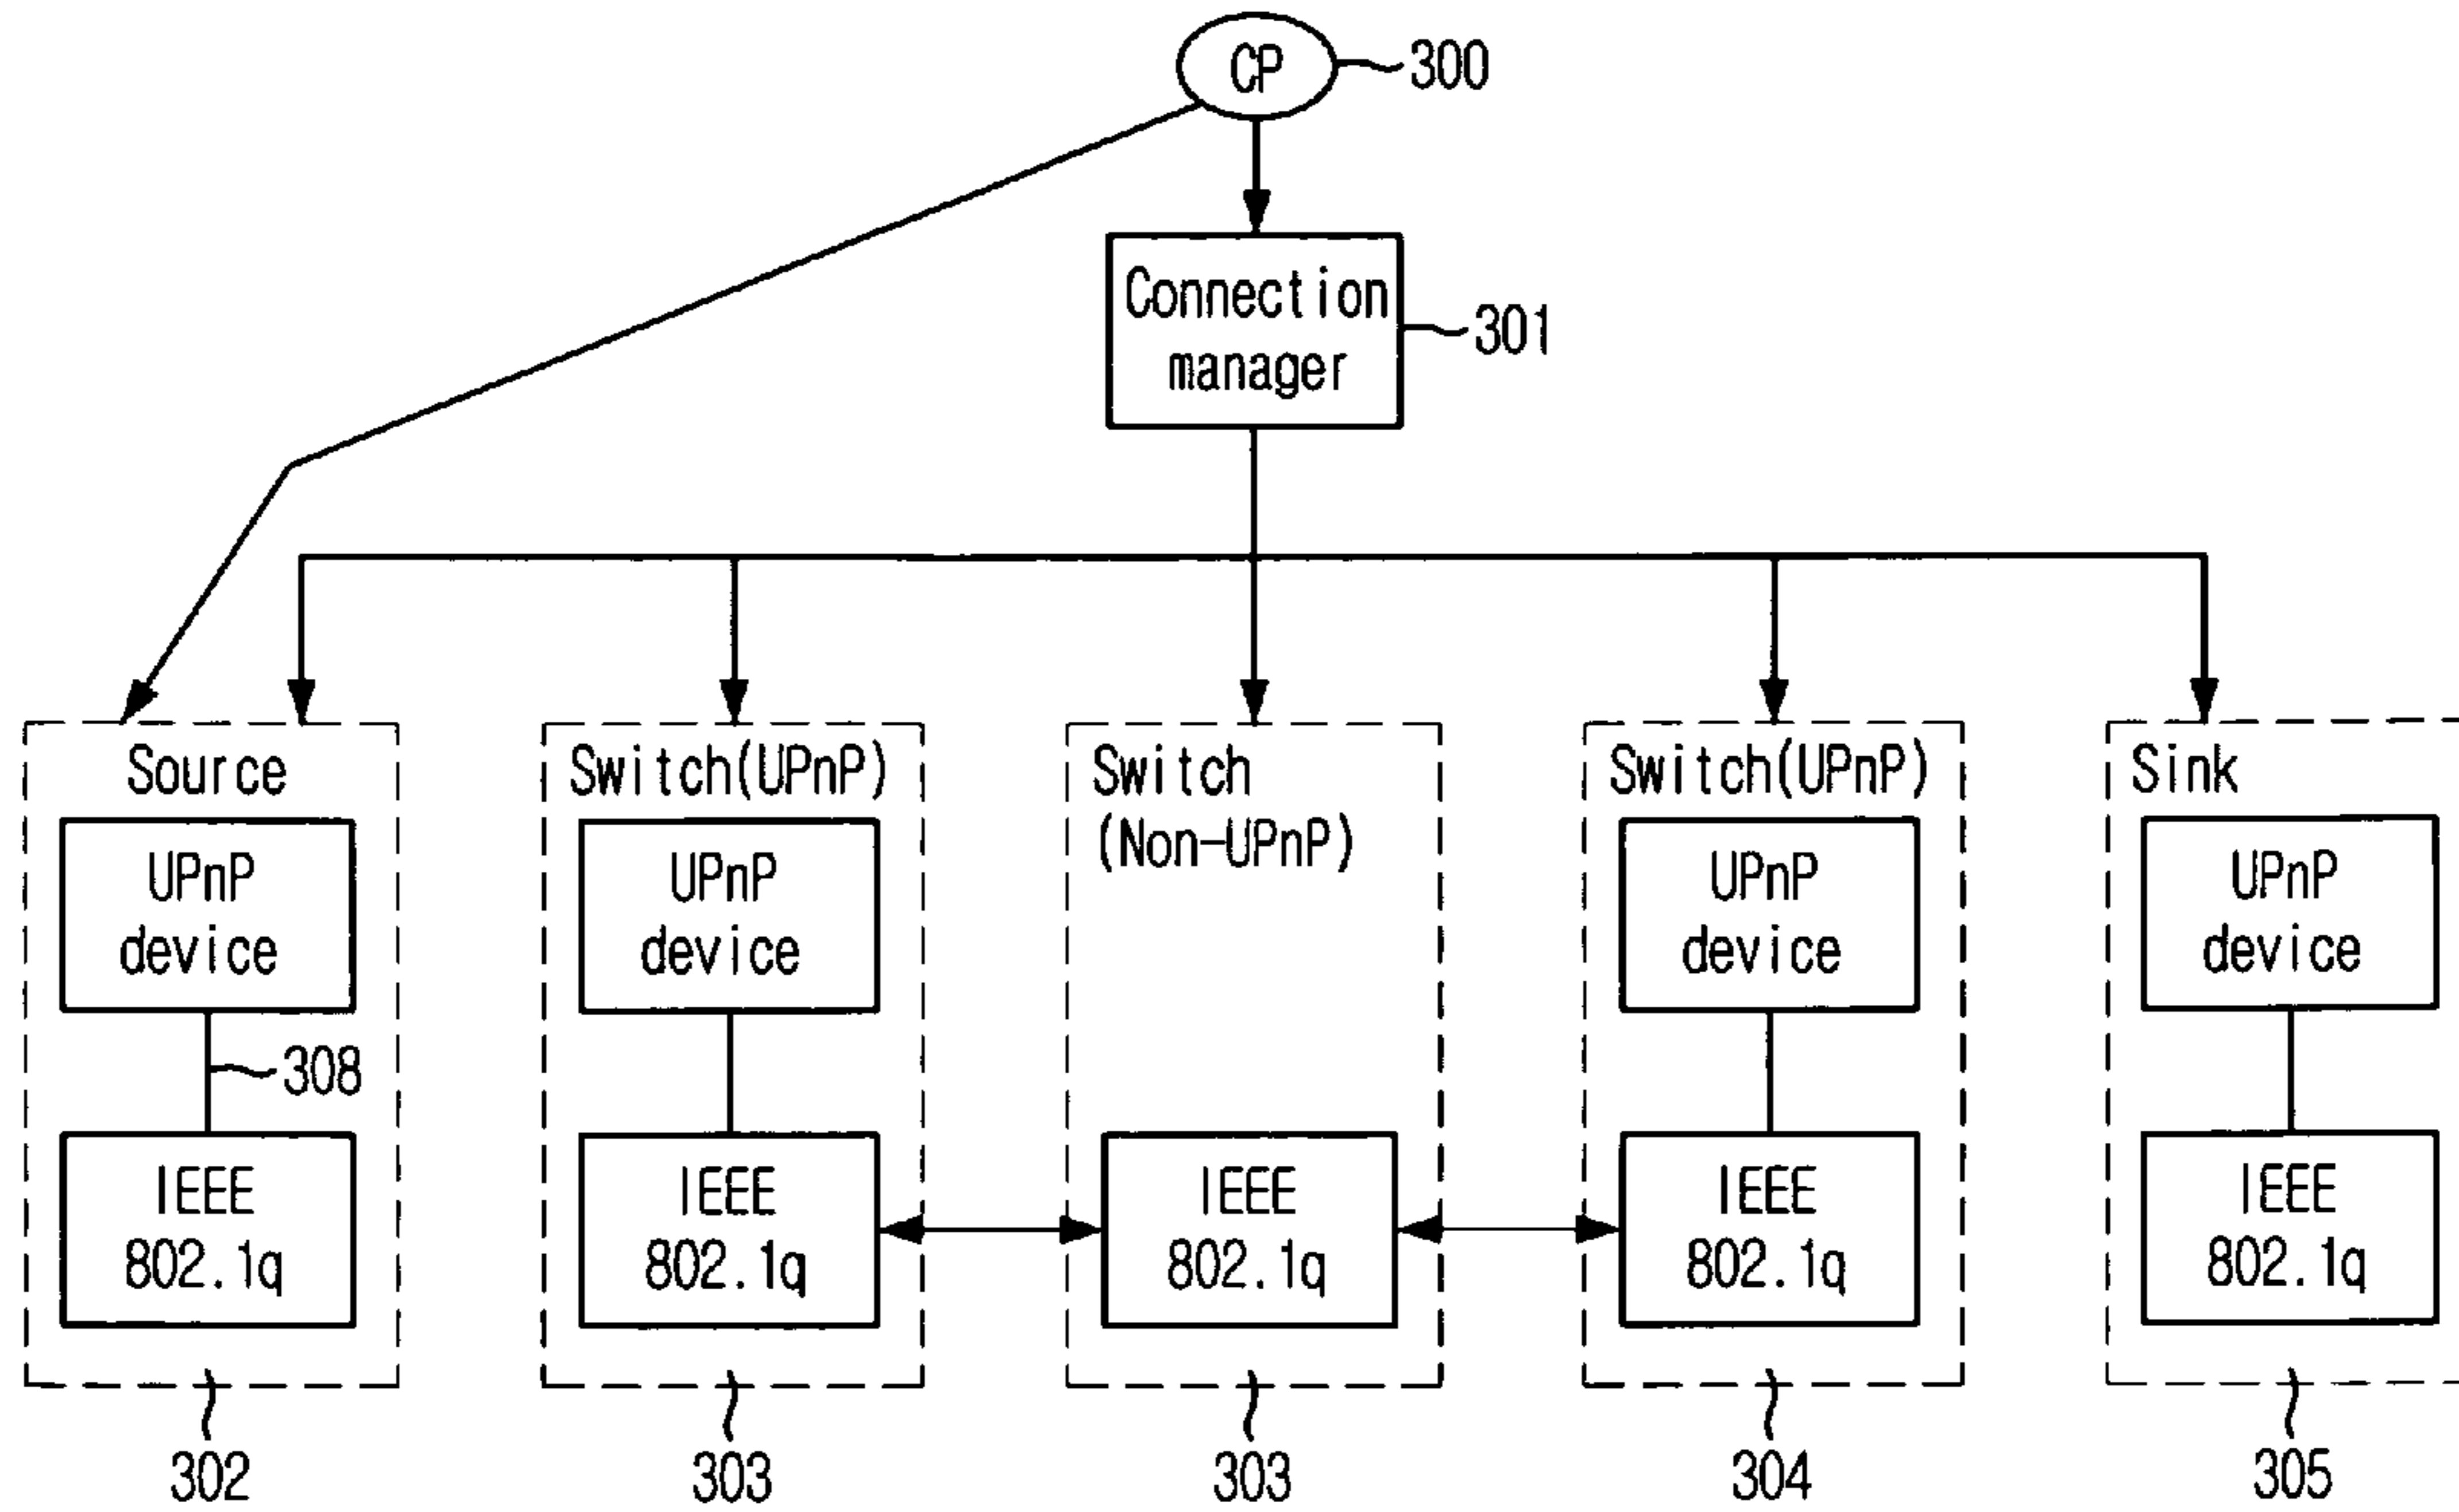 CP
300
Connection
manager
301
Source
UPnP
device
308
IEEE
802.1q
302
Switch(UPnP)
UPnP
device
IEEE
802.1q
303
Switch
(Non-UPnP)
IEEE
802.1q
303
Switch(UPnP)
UPnP
device
IEEE
802.1q
304
Sink
UPnP
device
IEEE
802.1q
305